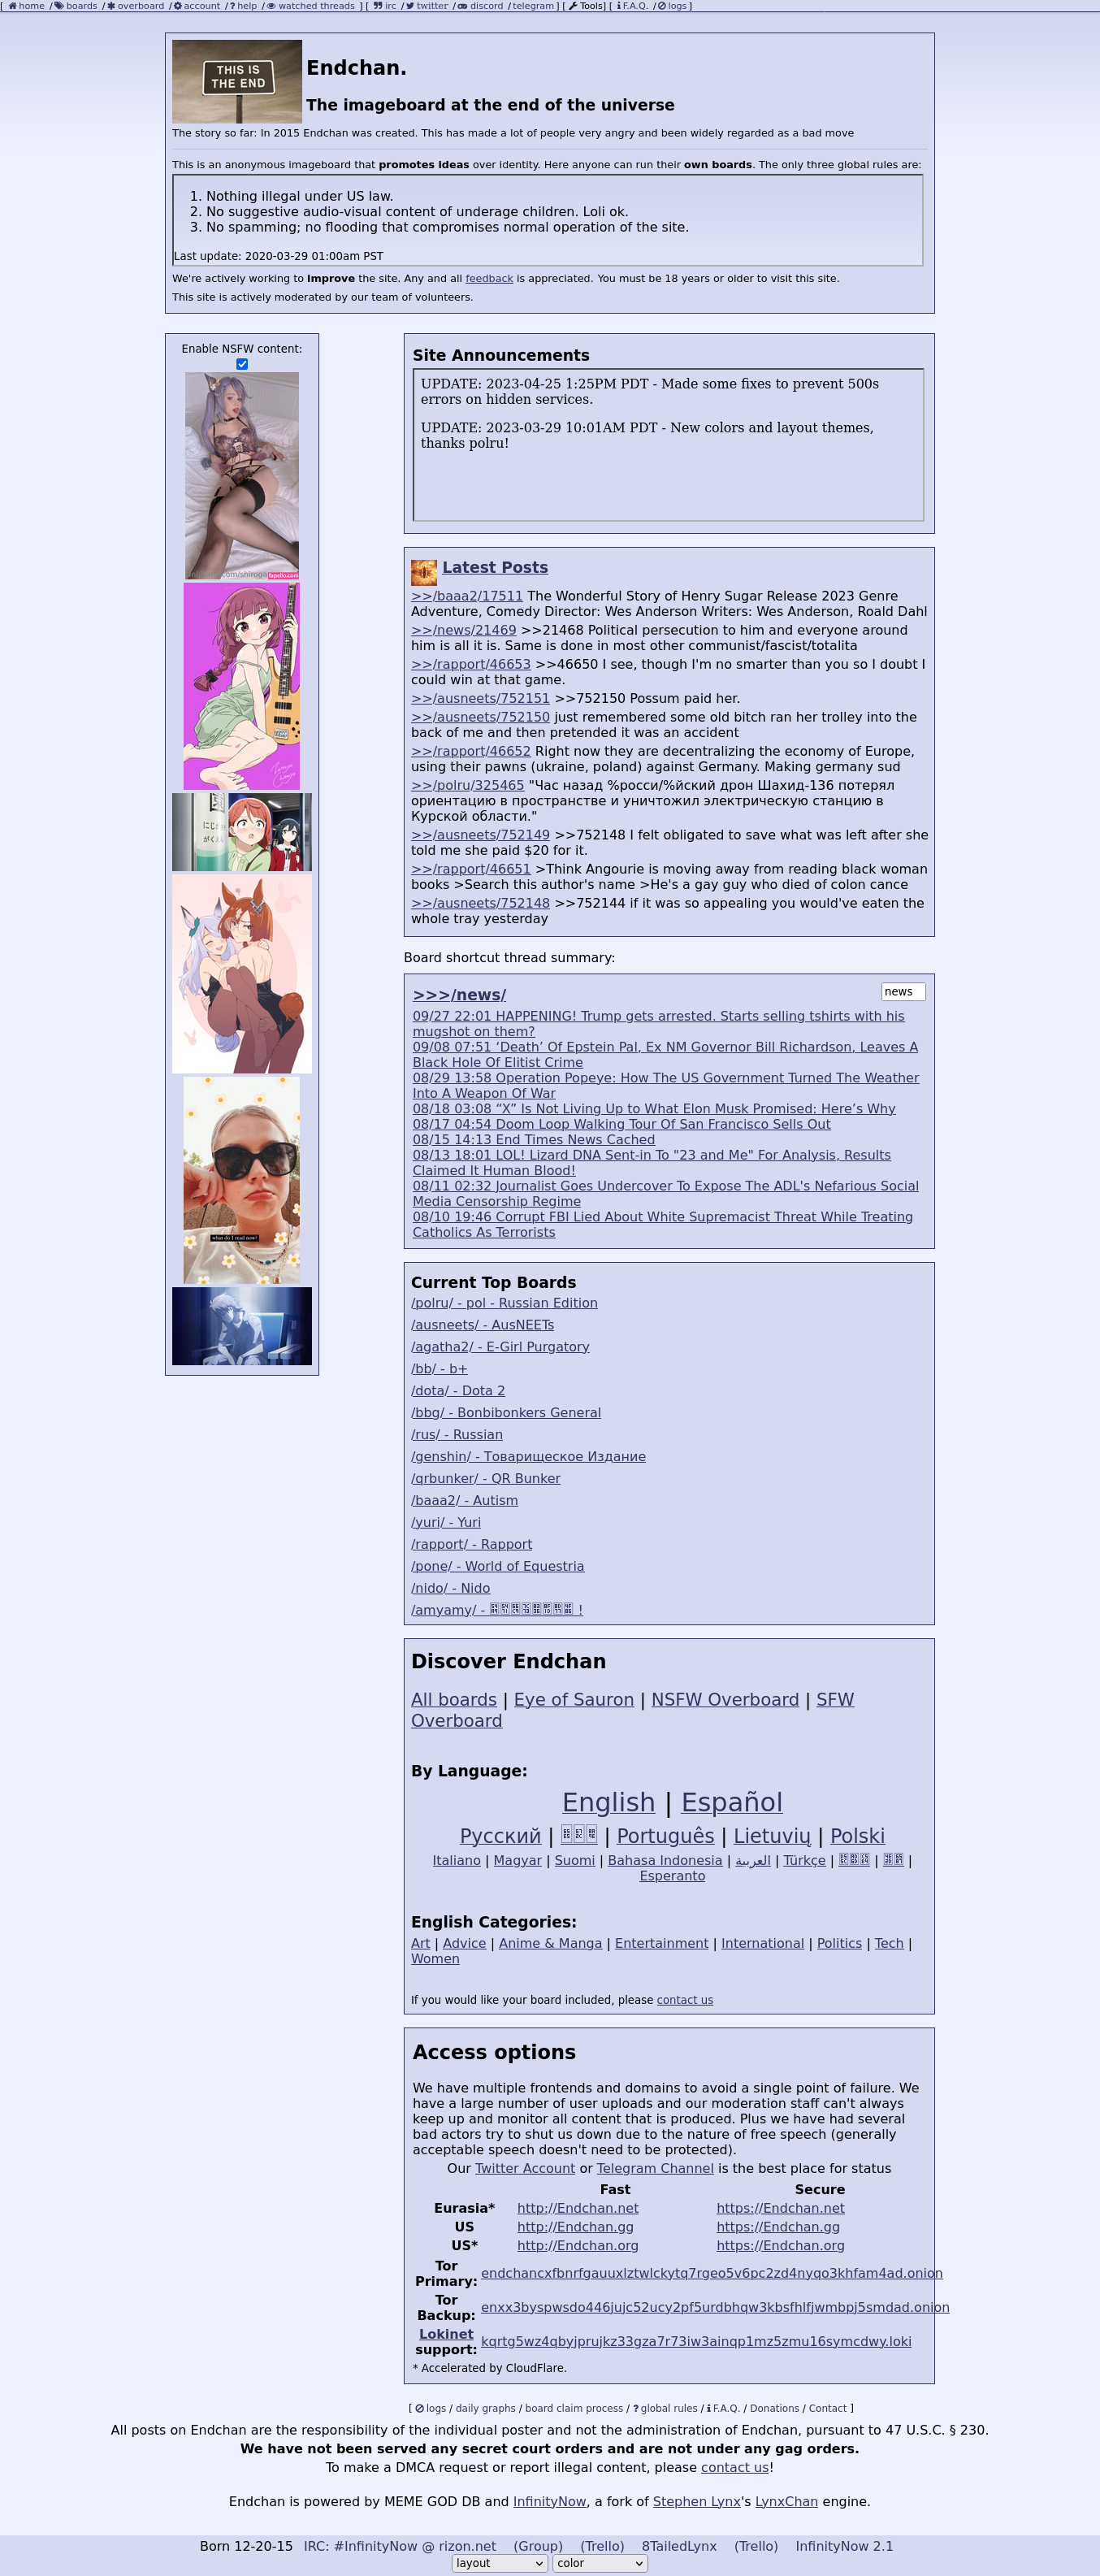 [ home / boards / overboard / account / ? help / watched threads ] [ irc / twitter / discord / telegram ] [ Tools] [ F.A.Q. / logs ]
THIS IS
THE END
Endchan.
The imageboard at the end of the universe
The story so far: In 2015 Endchan was created. This has made a lot of people very angry and been widely regarded as a bad move
This is an anonymous imageboard that promotes ideas over identity. Here anyone can run their own boards. The only three global rules are:
1. Nothing illegal under US law.
2. No suggestive audio-visual content of underage children. Loli ok.
3. No spamming; no flooding that compromises normal operation of the site.
Last update: 2020-03-29 01:00am PST
We're actively working to improve the site. Any and all feedback is appreciated. You must be 18 years or older to visit this site.
This site is actively moderated by our team of volunteers.
Enable NSFW content:
what do I read now?
Site Announcements
UPDATE: 2023-04-25 1:25PM PDT - Made some fixes to prevent 500s
errors on hidden services.
UPDATE: 2023-03-29 10:01AM PDT - New colors and layout themes,
thanks polru!
Latest Posts
>>/baaa2/17511 The Wonderful Story of Henry Sugar Release 2023 Genre
Adventure, Comedy Director: Wes Anderson Writers: Wes Anderson, Roald Dahl
>>/news/21469 >>21468 Political persecution to him and everyone around
him is all it is. Same is done in most other communist/fascist/totalita
>>/rapport/46653 >>46650 I see, though I'm no smarter than you so I doubt I
could win at that game.
>>/ausneets/752151 >>752150 Possum paid her.
>>/ausneets/752150 just remembered some old bitch ran her trolley into the
back of me and then pretended it was an accident
>>/rapport/46652 Right now they are decentralizing the economy of Europe,
using their pawns (ukraine, poland) against Germany. Making germany sud
>>/polru/325465 "Час назад %росси/%йский дрон Шахид-136 потерял
ориентацию в пространстве и уничтожил электрическую станцию в
Курской области."
>>/ausneets/752149 >>752148 I felt obligated to save what was left after she
told me she paid $20 for it.
>>/rapport/46651 >Think Angourie is moving away from reading black woman
books >Search this author's name >He's a gay guy who died of colon cance
>>/ausneets/752148 >>752144 if it was so appealing you would've eaten the
whole tray yesterday
Board shortcut thread summary:
>>>/news/
news
09/27 22:01 HAPPENING! Trump gets arrested. Starts selling tshirts with his
mugshot on them?
09/08 07:51 ‘Death’ Of Epstein Pal, Ex NM Governor Bill Richardson, Leaves A
Black Hole Of Elitist Crime
08/29 13:58 Operation Popeye: How The US Government Turned The Weather
Into A Weapon Of War
08/18 03:08 “X” Is Not Living Up to What Elon Musk Promised: Here’s Why
08/17 04:54 Doom Loop Walking Tour Of San Francisco Sells Out
08/15 14:13 End Times News Cached
08/13 18:01 LOL! Lizard DNA Sent-in To "23 and Me" For Analysis, Results
Claimed It Human Blood!
08/11 02:32 Journalist Goes Undercover To Expose The ADL's Nefarious Social
Media Censorship Regime
08/10 19:46 Corrupt FBI Lied About White Supremacist Threat While Treating
Catholics As Terrorists
Current Top Boards
/polru/ - pol - Russian Edition
/ausneets/ - AusNEETs
/agatha2/ - E-Girl Purgatory
/bb/ - b+
/dota/ - Dota 2
/bbg/ - Bonbibonkers General
/rus/ - Russian
/genshin/ - Товарищеское Издание
/qrbunker/ - QR Bunker
/baaa2/ - Autism
/yuri/ - Yuri
/rapport/ - Rapport
/pone/ - World of Equestria
/nido/ - Nido
/amyamy/ - !
Discover Endchan
All boards | Eye of Sauron | NSFW Overboard | SFW
Overboard
By Language:
English | Español
Русский | | Português | Lietuvių | Polski
Italiano | Magyar | Suomi | Bahasa Indonesia | العربية | Türkçe | | |
Esperanto
English Categories:
Art | Advice | Anime & Manga | Entertainment | International | Politics | Tech |
Women
If you would like your board included, please contact us
Access options
We have multiple frontends and domains to avoid a single point of failure. We
have a large number of user uploads and our moderation staff can't always
keep up and monitor all content that is produced. Plus we have had several
bad actors try to shut us down due to the nature of free speech (generally
acceptable speech doesn't need to be protected).
Our Twitter Account or Telegram Channel is the best place for status
Fast Secure
Eurasia* http://Endchan.net https://Endchan.net
US http://Endchan.gg https://Endchan.gg
US* http://Endchan.org https://Endchan.org
Tor
Primary: endchancxfbnrfgauuxlztwlckytq7rgeo5v6pc2zd4nyqo3khfam4ad.onion
Tor
Backup: enxx3byspwsdo446jujc52ucy2pf5urdbhqw3kbsfhlfjwmbpj5smdad.onion
Lokinet
support: kqrtg5wz4qbyjprujkz33gza7r73iw3ainqp1mz5zmu16symcdwy.loki
* Accelerated by CloudFlare.
[ logs / daily graphs / board claim process / ? global rules / F.A.Q. / Donations / Contact ]
All posts on Endchan are the responsibility of the individual poster and not the administration of Endchan, pursuant to 47 U.S.C. § 230.
We have not been served any secret court orders and are not under any gag orders.
To make a DMCA request or report illegal content, please contact us!
Endchan is powered by MEME GOD DB and InfinityNow, a fork of Stephen Lynx's LynxChan engine.
Born 12-20-15 IRC: #InfinityNow @ rizon.net (Group) (Trello) 8TailedLynx (Trello) InfinityNow 2.1
layout color